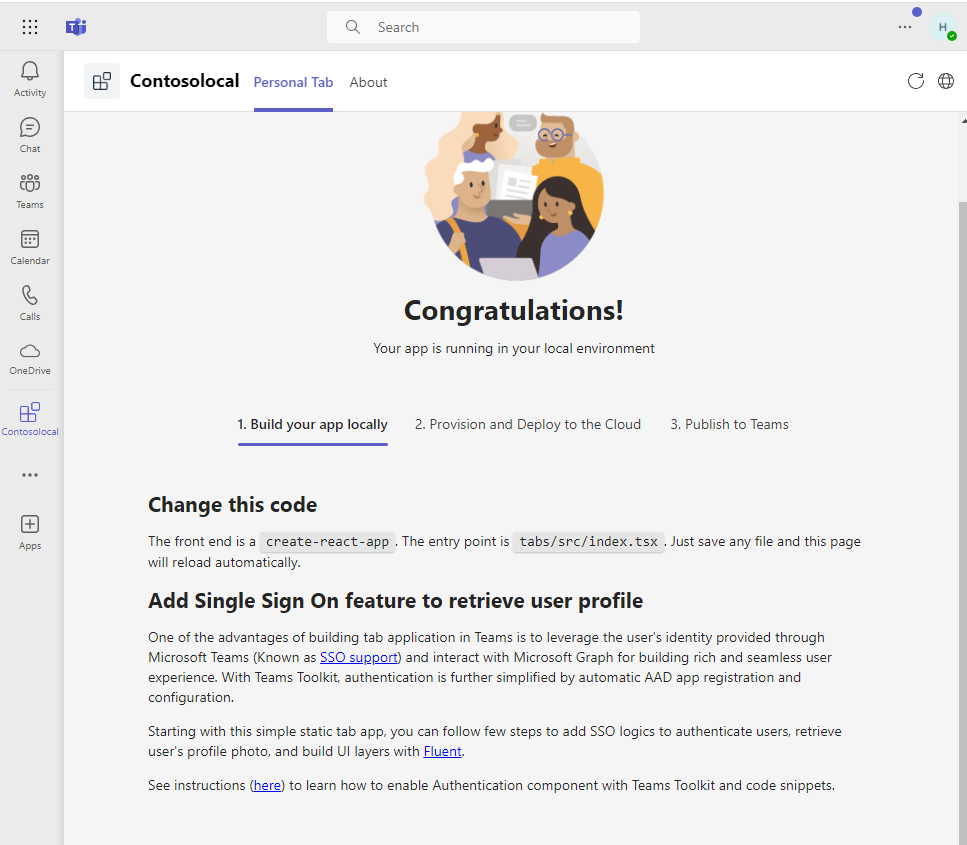 Search
H
Activity
Chat
Teams
Calendar
Calls
OneDrive
Contosolocal
Apps
Contosolocal Personal Tab About
Congratulations!
Your app is running in your local environment
1. Build your app locally 2. Provision and Deploy to the Cloud 3. Publish to Teams
Change this code
The front end is a create-react-app. The entry point is tabs/src/index.tsx. Just save any file and this page
will reload automatically.
Add Single Sign On feature to retrieve user profile
One of the advantages of building tab application in Teams is to leverage the user's identity provided through
Microsoft Teams (Known as SSO support) and interact with Microsoft Graph for building rich and seamless user
experience. With Teams Toolkit, authentication is further simplified by automatic AAD app registration and
configuration.
Starting with this simple static tab app, you can follow few steps to add SSO logics to authenticate users, retrieve
user's profile photo, and build UI layers with Fluent.
See instructions (here) to learn how to enable Authentication component with Teams Toolkit and code snippets.